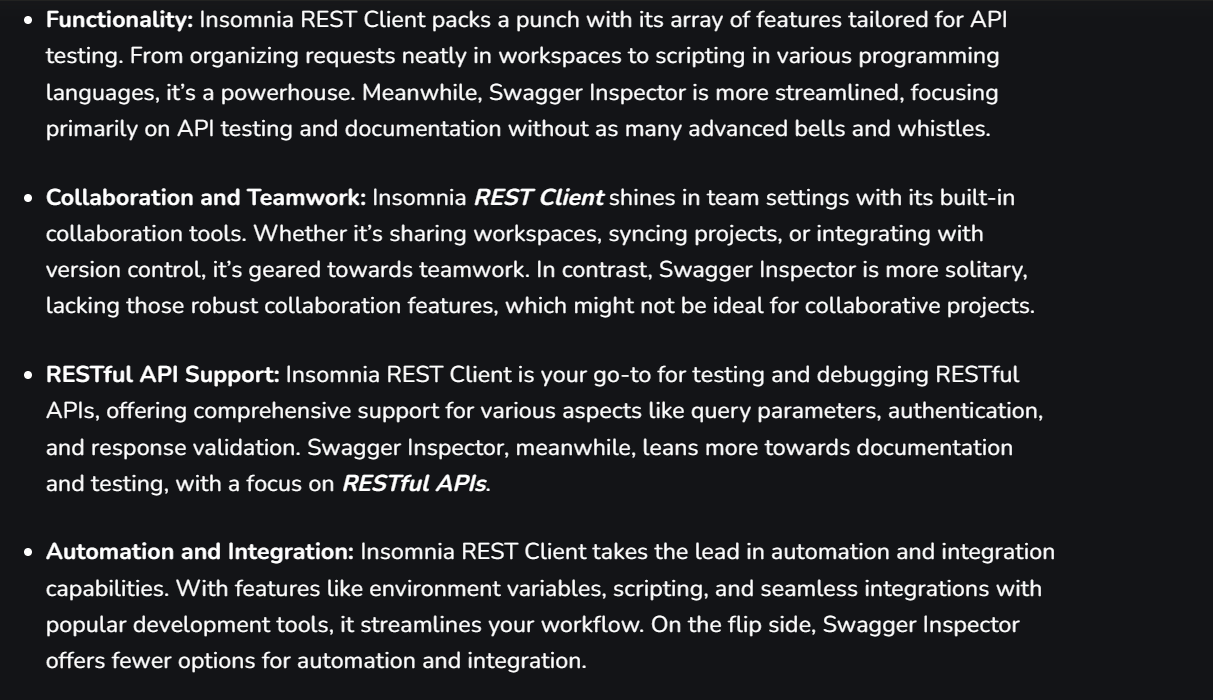 • Functionality: Insomnia REST Client packs a punch with its array of features tailored for API
testing. From organizing requests neatly in workspaces to scripting in various programming
languages, it’s a powerhouse. Meanwhile, Swagger Inspector is more streamlined, focusing
primarily on API testing and documentation without as many advanced bells and whistles.
• Collaboration and Teamwork: Insomnia REST Client shines in team settings with its built-in
collaboration tools. Whether it’s sharing workspaces, syncing projects, or integrating with
version control, it’s geared towards teamwork. In contrast, Swagger Inspector is more solitary,
lacking those robust collaboration features, which might not be ideal for collaborative projects.
• RESTful API Support: Insomnia REST Client is your go-to for testing and debugging RESTful
APIs, offering comprehensive support for various aspects like query parameters, authentication,
and response validation. Swagger Inspector, meanwhile, leans more towards documentation
and testing, with a focus on RESTful APIs.
• Automation and Integration: Insomnia REST Client takes the lead in automation and integration
capabilities. With features like environment variables, scripting, and seamless integrations with
popular development tools, it streamlines your workflow. On the flip side, Swagger Inspector
offers fewer options for automation and integration.